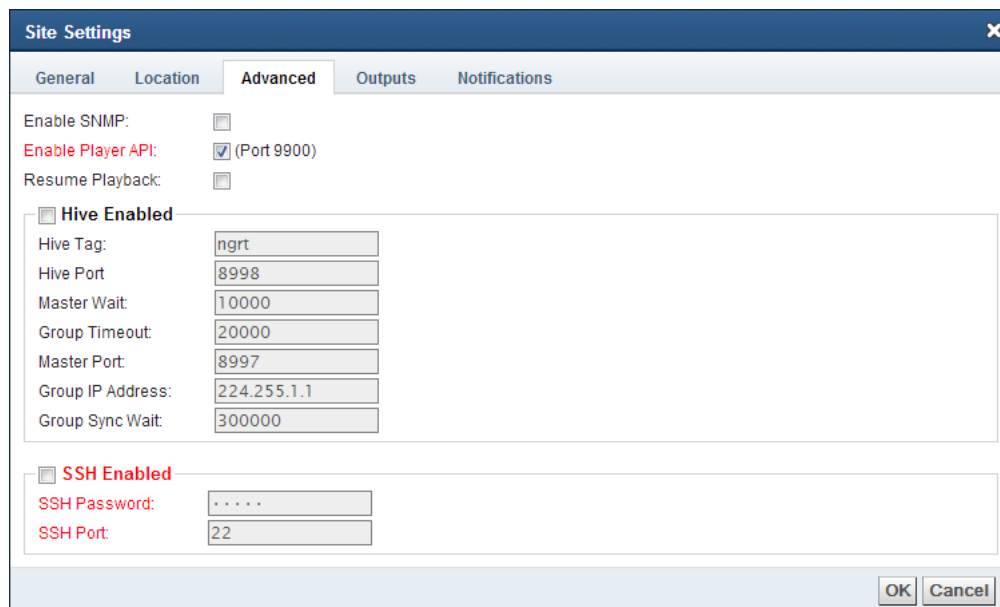 Site Settings
General Location Advanced Outputs Notifications
Enable SNMP:
Enable Player API: (Port 9900)
Resume Playback:
Hive Enabled
Hive Tag: ngrt
Hive Port 8998
Master Wait: 10000
Group Timeout: 20000
Master Port: 8997
Group IP Address: 224.255.1.1
Group Sync Wait: 300000
SSH Enabled
SSH Password: ·····
SSH Port: 22
OK Cancel